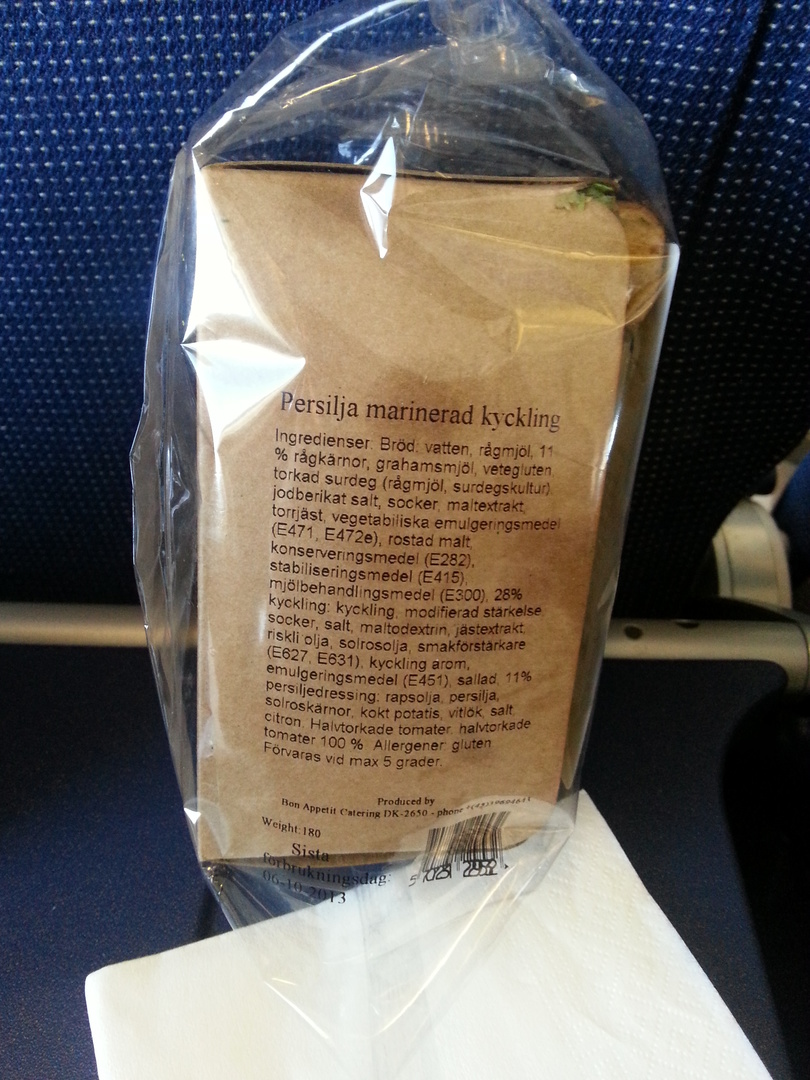 Persilja marinerad kyckling
Ingredienser: Bröd: vatten, rågmjöl, 11
% rågkärnor, grahamsmjöl, vetegluten,
torkad surdeg (rågmjöl, surdegskultur),
jodberikat salt, socker, maltextrakt,
torrjäst, vegetabiliska emulgeringsmedel
(E471, E472e), rostad malt,
konserveringsmedel (E282),
stabiliseringsmedel (E415),
mjölbehandlingsmedel (E300), 28%
kyckling: kyckling, modifierad stärkelse,
socker, salt, maltodextrin, jästextrakt,
riskli olja, solrosolja, smakförstärkare
(E627, E631), kyckling arom,
emulgeringsmedel (E451), sallad, 11%
persiljedressing: rapsolja, persilja,
solroskärnor, kokt potatis, vitlök, salt,
citron. Halvtorkade tomater: halvtorkade
tomater 100 % Allergener: gluten
Förvaras vid max 5 grader.
Produced by
Bon Appetit Catering DK-2650 - phone
Weight:180
Sista
förbrukningsdag:
06-10-2013